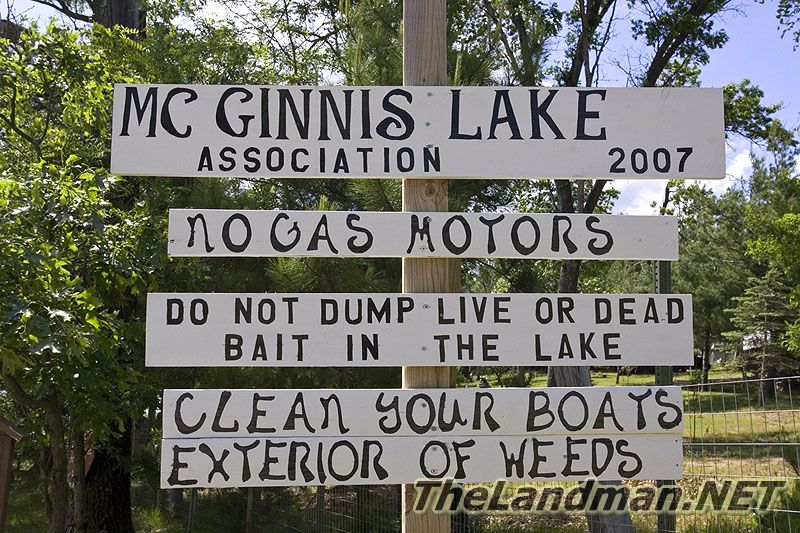 MC GINNIS LAKE
ASSOCIATION 2007
NO GAS MOTORS
DO NOT DUMP LIVE OR DEAD
BAIT IN THE LAKE
CLEAN YOUR BOATS
EXTERIOR OF WEEDS
TheLandman.NET